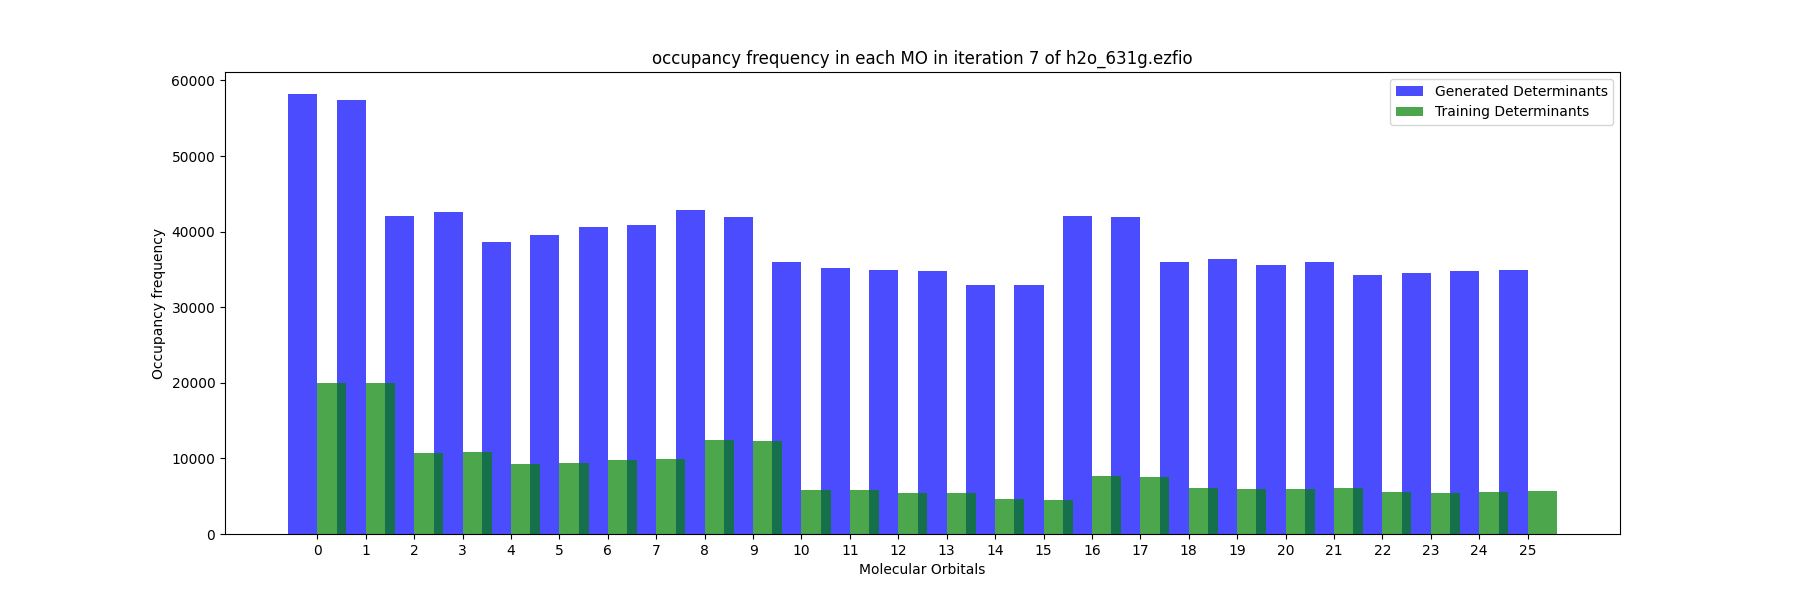 occupancy frequency in each MO in iteration 7 of h2o_631g.ezfio
Generated Determinants
Training Determinants
60000
50000
40000
30000
20000
10000
0
Occupancy frequency
0 1 2 3 4 5 6 7 8 9 10 11 12 13 14 15 16 17 18 19 20 21 22 23 24 25
Molecular Orbitals